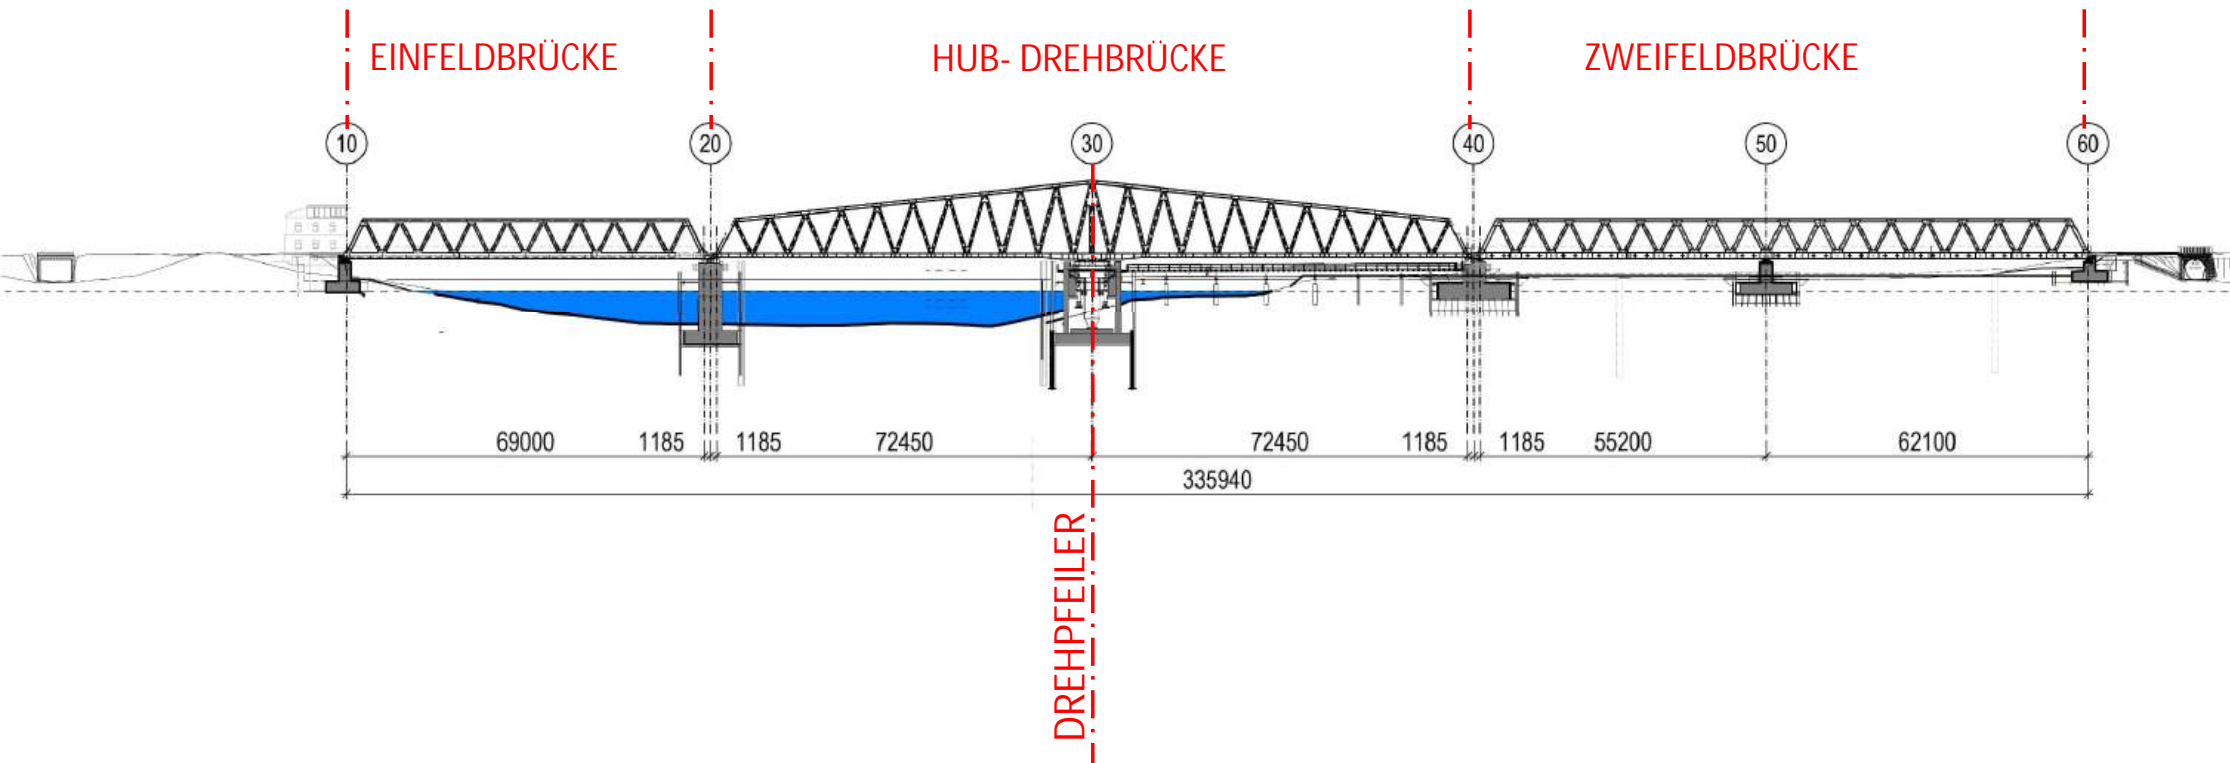 EINFELDBRÜCKE HUB- DREHBRÜCKE ZWEIFELDBRÜCKE
10 20 30 40 50 60
69000 1185 1185 72450 72450 1185 1185 55200 62100
335940
DREHPFEILER